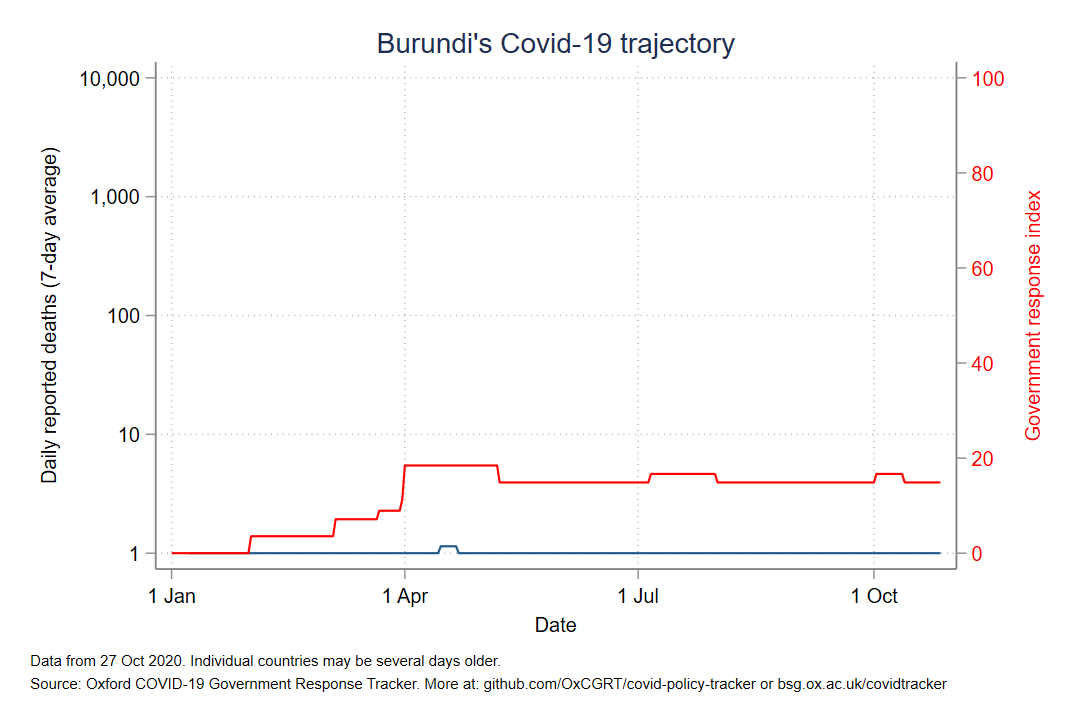 Burundi's Covid-19 trajectory
10,000
1,000
100
10
1
Daily reported deaths (7-day average)
100
80
60
40
20
0
Government response index
1 Jan
1 Apr
1 Jul
1 Oct
Date
Data from 27 Oct 2020. Individual countries may be several days older.
Source: Oxford COVID-19 Government Response Tracker. More at: github.com/OxCGRT/covid-policy-tracker or bsg.ox.ac.uk/covidtracker